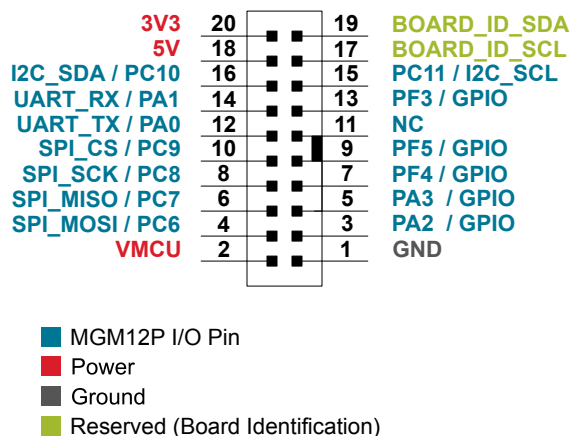 3V3 20 19 BOARD_ID_SDA
5V 18 17 BOARD_ID_SCL
I2C_SDA / PC10 16 15 PC11 / I2C_SCL
UART_RX / PA1 14 13 PF3 / GPIO
UART_TX / PA0 12 11 NC
SPI_CS / PC9 10 9 PF5 / GPIO
SPI_SCK / PC8 8 7 PF4 / GPIO
SPI_MISO / PC7 6 5 PA3 / GPIO
SPI_MOSI / PC6 4 3 PA2 / GPIO
VMCU 2 1 GND
MGM12P I/O Pin
Power
Ground
Reserved (Board Identification)